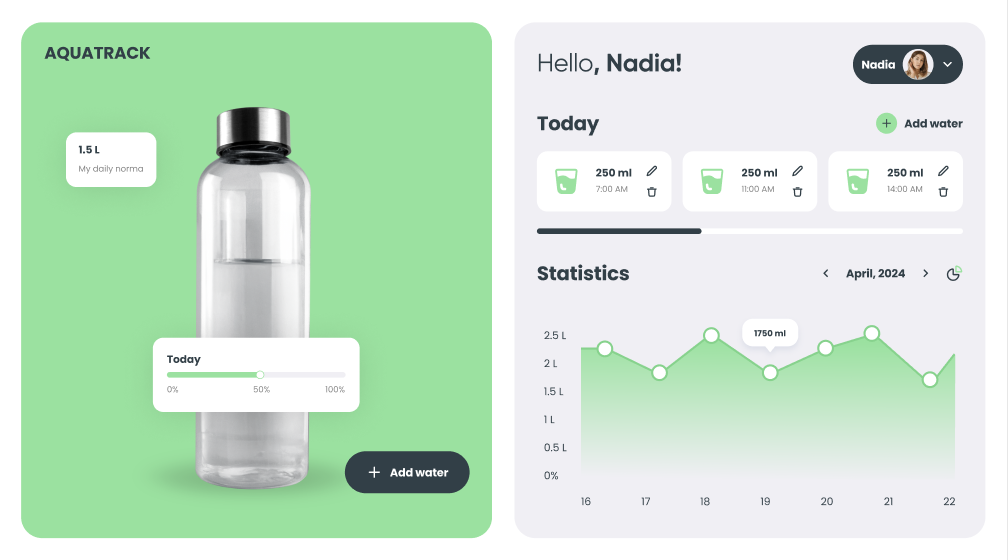 AQUATRACK
1.5 L
My daily norma
Today
0% 50% 100%
Add water
Hello, Nadia!
Nadia
Today
Add water
250 ml
7:00 AM
250 ml
11:00 AM
250 ml
14:00 AM
Statistics
April, 2024
1750 ml
2.5 L
2 L
1.5 L
1 L
0.5 L
0%
16 17 18 19 20 21 22